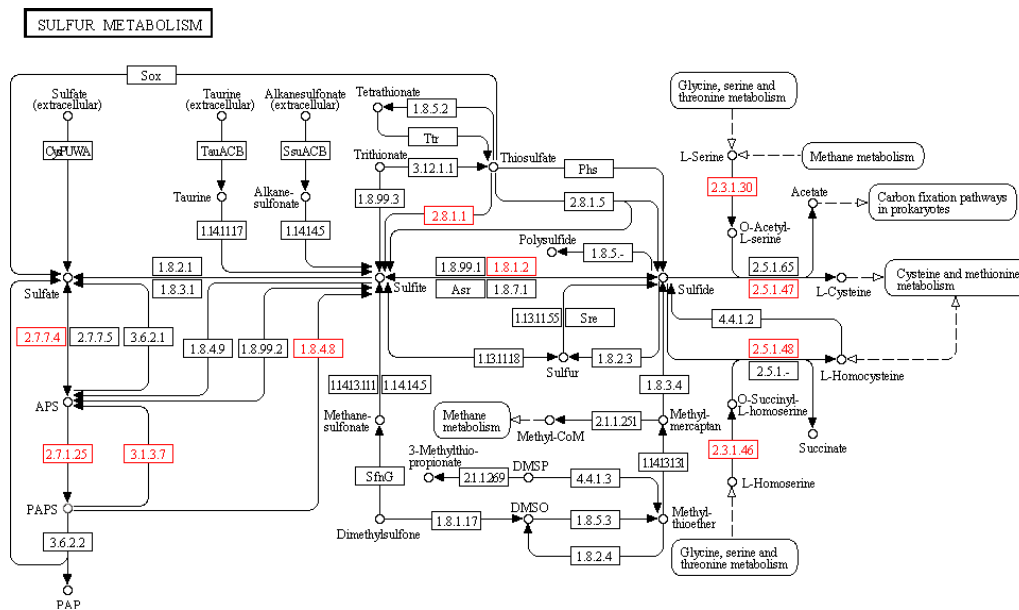 SULFUR METABOLISM
Sox
Sulfate
(extracellular)
Taurine
(extracellular)
Alkanesulfonate
(extracellular)
Tetrathionate
1.8.5.2
Ttr
Glycine, serine and
threonine metabolism
CysPUWA
TauACB
SsuACB
Trithionate
3.12.1.1
Thiosulfate
Phs
L-Serine
Methane metabolism
Taurine
Alkane-
sulfonate
1.8.99.3
2.8.1.1
2.8.1.5
2.3.1.30
Acetate
Carbon fixation pathways
in prokaryotes
1.14.11.17
1.14.14.5
Polysulfide
1.8.5.-
O-Acetyl-
L-serine
Sulfate
1.8.2.1
1.8.3.1
Sulfite
1.8.99.1
1.8.1.2
Asr
1.8.7.1
Sulfide
2.5.1.65
2.5.1.47
L-Cysteine
Cysteine and methionine
metabolism
2.7.7.4
2.7.7.5
3.6.2.1
1.8.4.9
1.8.99.2
1.8.4.8
1.13.11.55
Sre
4.4.1.2
1.13.11.18
Sulfur
1.8.2.3
2.5.1.48
2.5.1.-
L-Homocysteine
1.14.13.111
1.14.14.5
1.8.3.4
APS
Methane-
sulfonate
Methane
metabolism
Methyl-CoM
2.1.1.251
Methyl-
mercaptan
O-Succinyl-
L-homoserine
Succinate
2.7.1.25
3.1.3.7
3-Methylthio-
propionate
2.1.1.269
DMSP
4.4.1.3
1.14.13.131
2.3.1.46
SfnG
L-Homoserine
PAPS
Dimethylsulfone
1.8.1.17
DMSO
1.8.5.3
Methyl-
thioether
3.6.2.2
1.8.2.4
Glycine, serine and
threonine metabolism
PAP